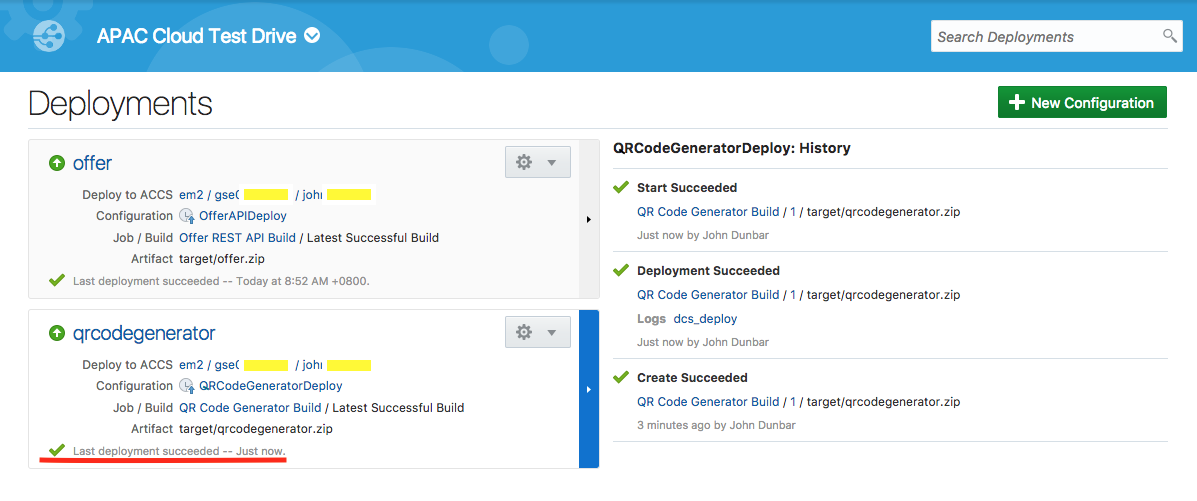 APAC Cloud Test Drive
Search Deployments
Deployments
New Configuration
offer
Deploy to ACCS em2 / gse / john
Configuration OfferAPIDeploy
Job / Build Offer REST API Build / Latest Successful Build
Artifact target/offer.zip
Last deployment succeeded -- Today at 8:52 AM +0800.
qrcodegenerator
Deploy to ACCS em2 / gse / john
Configuration QRCodeGeneratorDeploy
Job / Build QR Code Generator Build / Latest Successful Build
Artifact target/qrcodegenerator.zip
Last deployment succeeded -- Just now.
QRCodeGeneratorDeploy: History
Start Succeeded
QR Code Generator Build / 1 / target/qrcodegenerator.zip
Just now by John Dunbar
Deployment Succeeded
QR Code Generator Build / 1 / target/qrcodegenerator.zip
Logs dcs_deploy
Just now by John Dunbar
Create Succeeded
QR Code Generator Build / 1 / target/qrcodegenerator.zip
3 minutes ago by John Dunbar